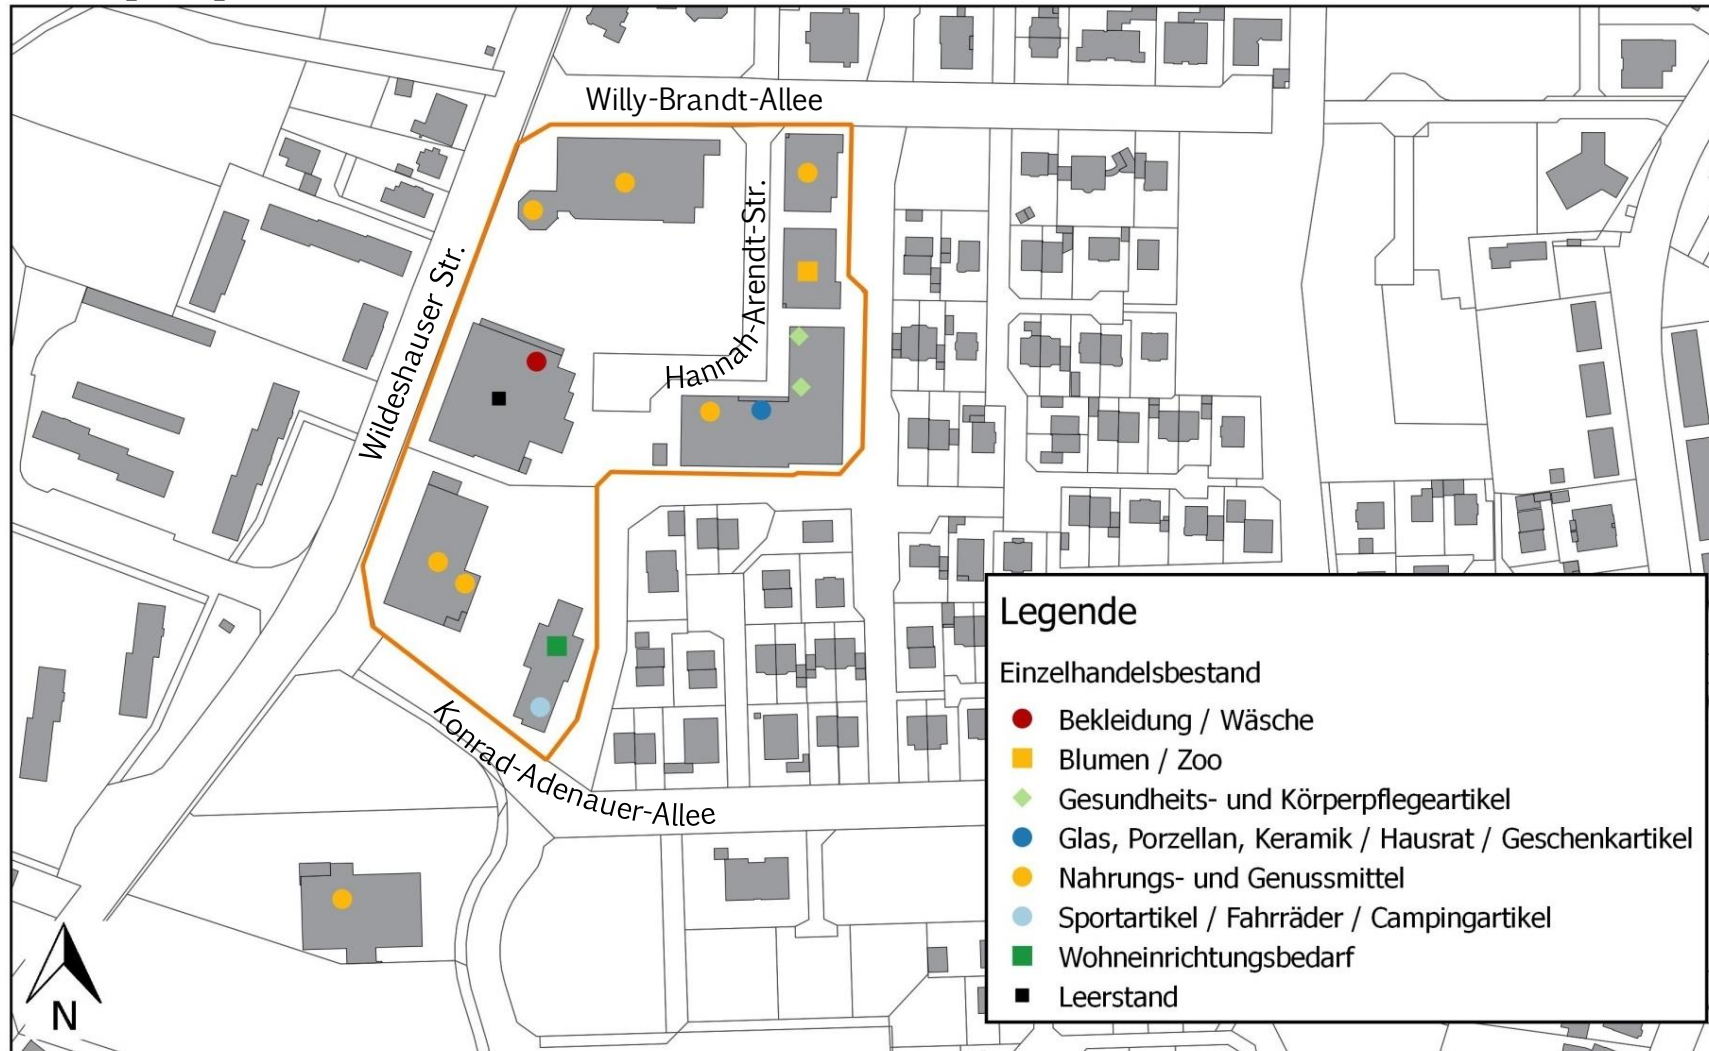 Willy-Brandt-Allee
Hannah-Arendt-Str.
Wildeshauser Str.
Konrad-Adenauer-Allee
N
Legende
Einzelhandelsbestand
Bekleidung / Wäsche
Blumen / Zoo
Gesundheits- und Körperpflegeartikel
Glas, Porzellan, Keramik / Hausrat / Geschenkartikel
Nahrungs- und Genussmittel
Sportartikel / Fahrräder / Campingartikel
Wohneinrichtungsbedarf
Leerstand